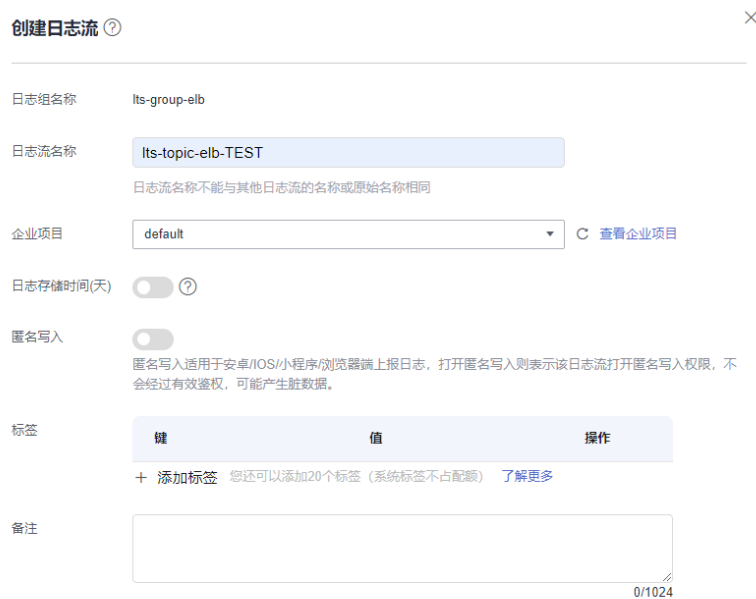 创建日志流 ?
日志组名称 lts-group-elb
日志流名称 lts-topic-elb-TEST
日志流名称不能与其他日志流的名称或原始名称相同
企业项目 default 查看企业项目
日志存储时间(天) ?
匿名写入
匿名写入适用于安卓/IOS/小程序/浏览器端上报日志，打开匿名写入则表示该日志流打开匿名写入权限，不
会经过有效鉴权，可能产生脏数据。
标签 键 值 操作
+ 添加标签 您还可以添加20个标签（系统标签不占配额） 了解更多
备注
0/1024